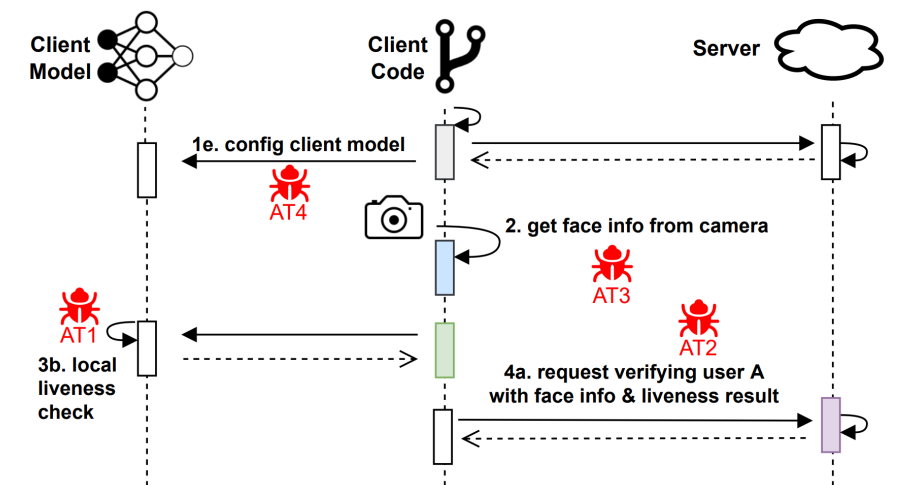 Client
Model
Client
Code
Server
1e. config client model
AT4
2. get face info from camera
AT3
AT1
AT2
3b. local
liveness
check
4a. request verifying user A
with face info & liveness result